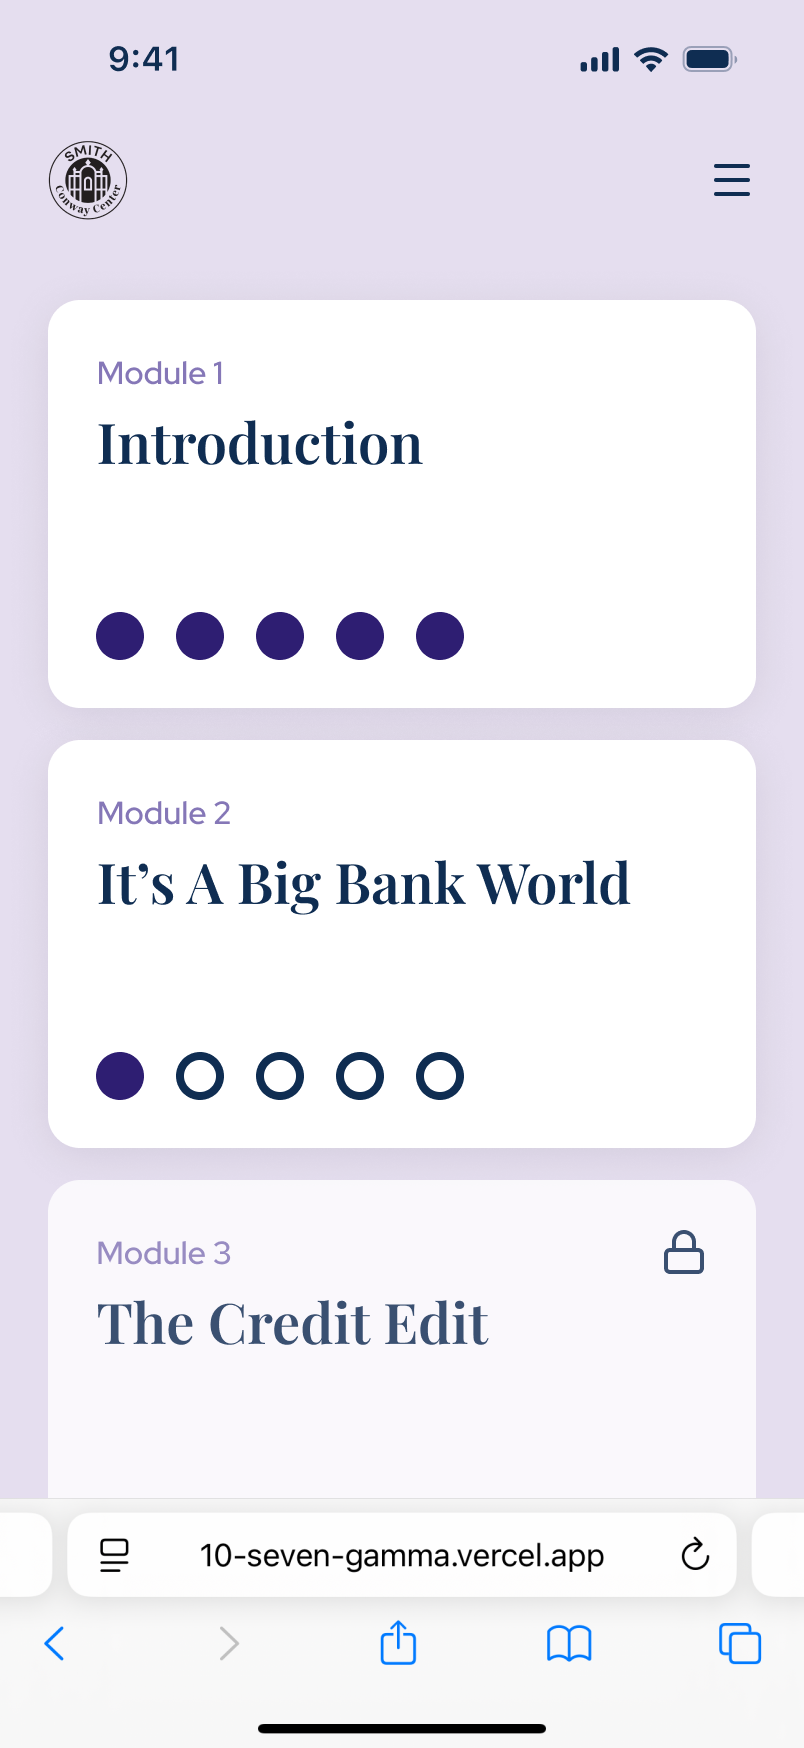 9:41
SMITH
Conway Center
Module 1
Introduction
Module 2
It’s A Big Bank World
Module 3
The Credit Edit
10-seven-gamma.vercel.app